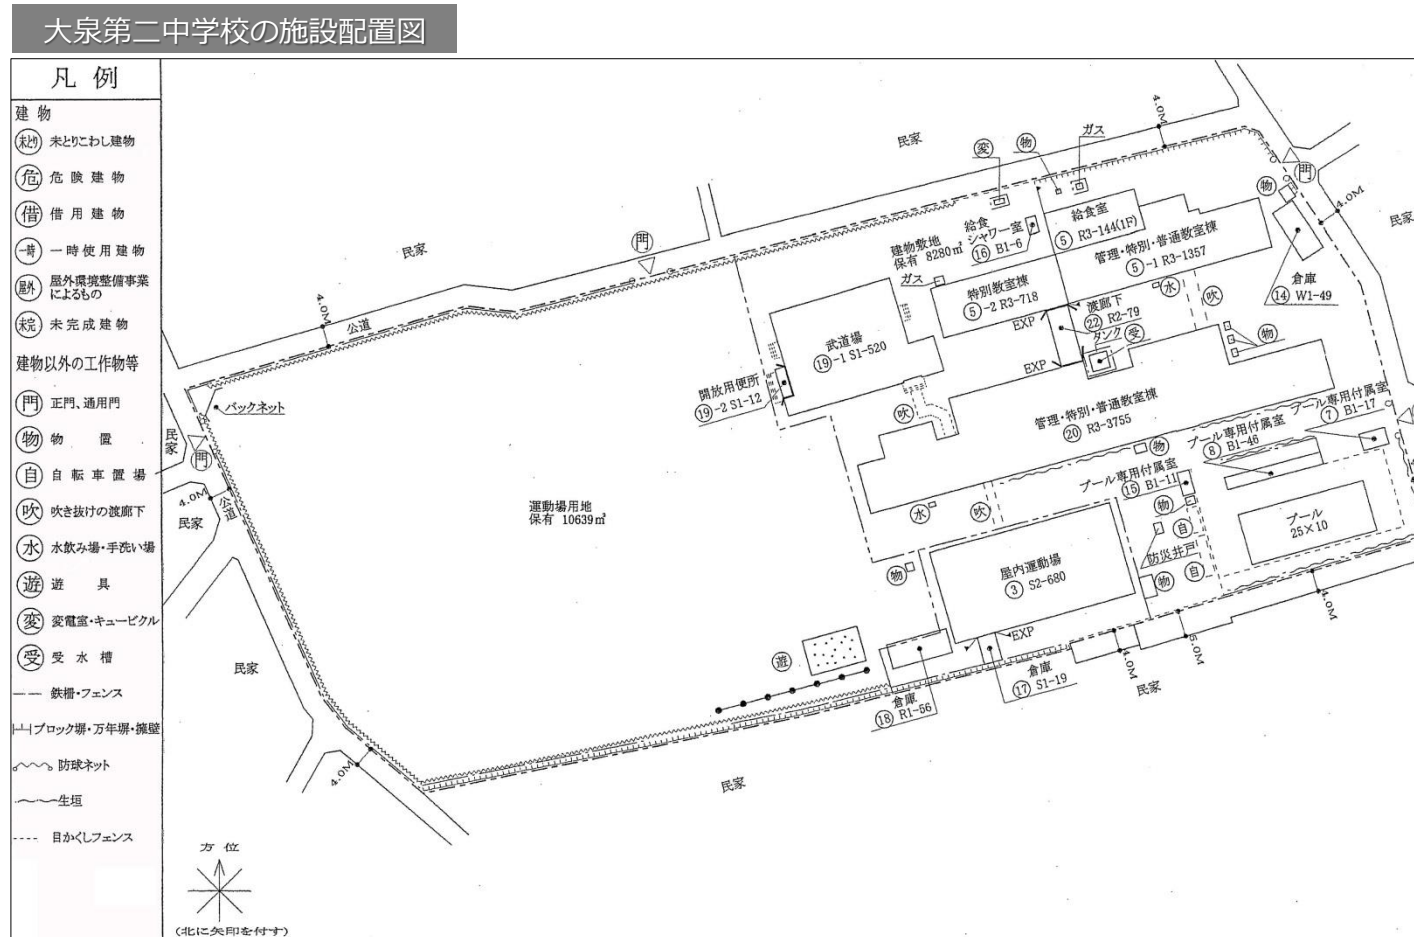 大泉第二中学校の施設配置図
凡 例
建 物
未とり 未とりこわし建物
危 危険建物
借 借用建物
一時 一時使用建物
屋外 屋外環境整備事業
によるもの
未完 未完成建物
建物以外の工作物等
門 正門、通用門
物 物置
自 自転車置場
吹 吹き抜けの渡廊下
水 水飲み場・手洗い場
遊 遊具
変 変電室・キュービクル
受 受水槽
鉄柵・フェンス
ブロック塀・万年塀・擁壁
防球ネット
生垣
目かくしフェンス
方 位
(北に矢印を付す)
民家
民家
民家
4.0M
4.0M
4.0M
公道
門
変
物
ガス
門
物
給食
シャワー室
⑯ B1-6
給食室
⑤ R3-144(1F)
建物敷地
保有 8280㎡
管理・特別・普通教室棟
⑤-1 R3-1357
倉庫
⑭ W1-49
ガス
特別教室棟
⑤-2 R3-718
水
吹
渡廊下
㉒ R2-79
EXP
タンク
受
物
EXP
武道場
⑲-1 S1-520
開放用便所
⑲-2 S1-12
吹
バックネット
民家
門
4.0M
公道
民家
管理・特別・普通教室棟
⑳ R3-3755
プール専用付属室
⑦ B1-17
プール専用付属室
⑧ B1-46
物
プール専用付属室
⑮ B1-11
運動場用地
保有 10639㎡
水
吹
物
自
プール
25×10
防災井戸
物
屋内運動場
③ S2-680
物
自
4.0M
EXP
5.0M
4.0M
遊
倉庫
⑰ S1-19
倉庫
⑱ R1-56
民家
民家
4.0M
民家